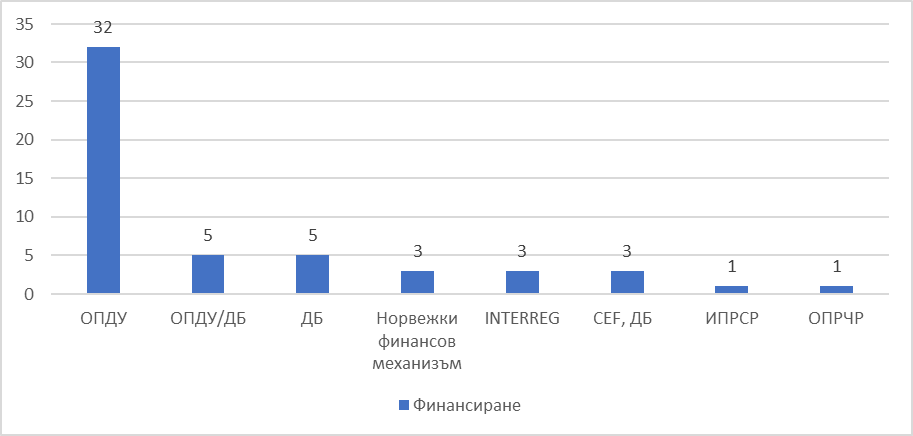 35
30
25
20
15
10
5
0
32
5
5
3
3
3
1
1
ОПДУ
ОПДУ/ДБ
ДБ
Норвежки
финансов
механизъм
INTERREG
CEF, ДБ
ИПРСР
ОПРЧР
Финансиране